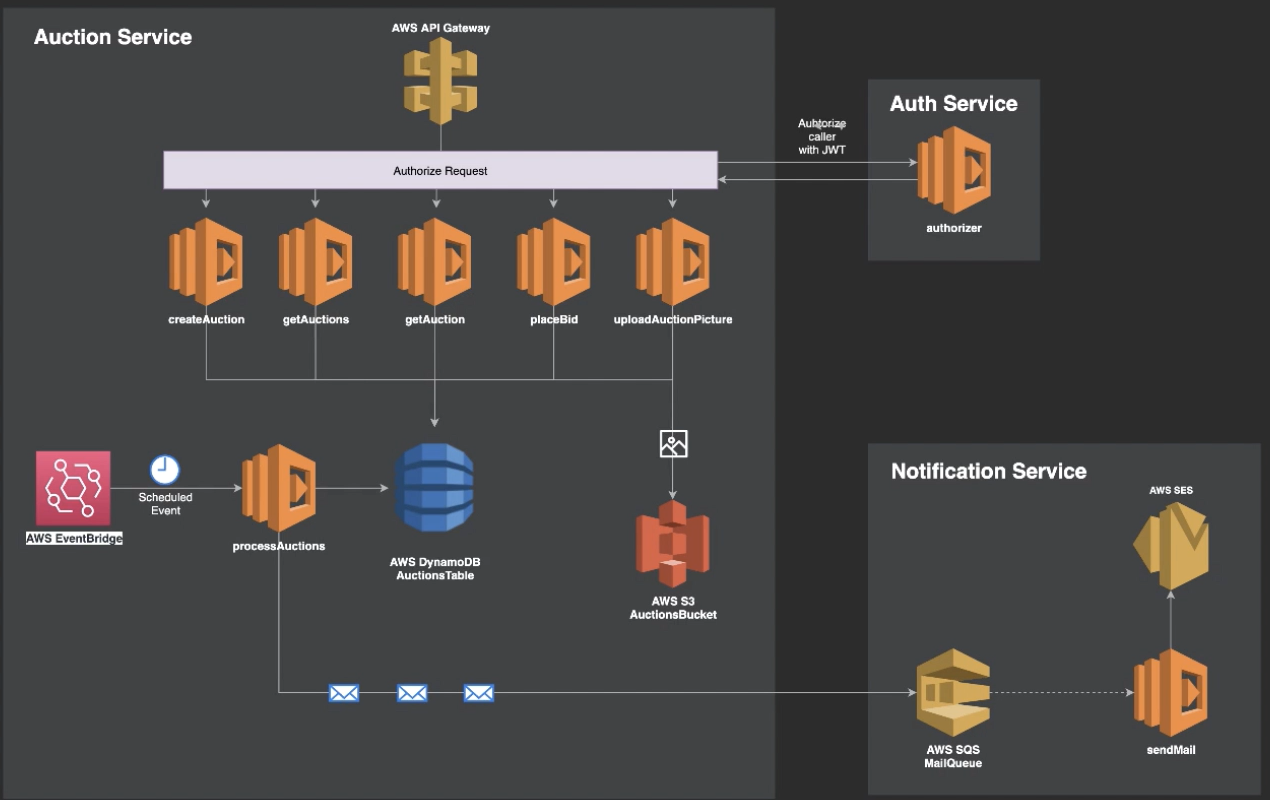 Auction Service
AWS API Gateway
Authorize Request
Authorize
caller
with JWT
Auth Service
authorizer
createAuction
getAuctions
getAuction
placeBid
uploadAuctionPicture
AWS EventBridge
Scheduled
Event
processAuctions
AWS DynamoDB
AuctionsTable
AWS S3
AuctionsBucket
Notification Service
AWS SES
AWS SQS
MailQueue
sendMail